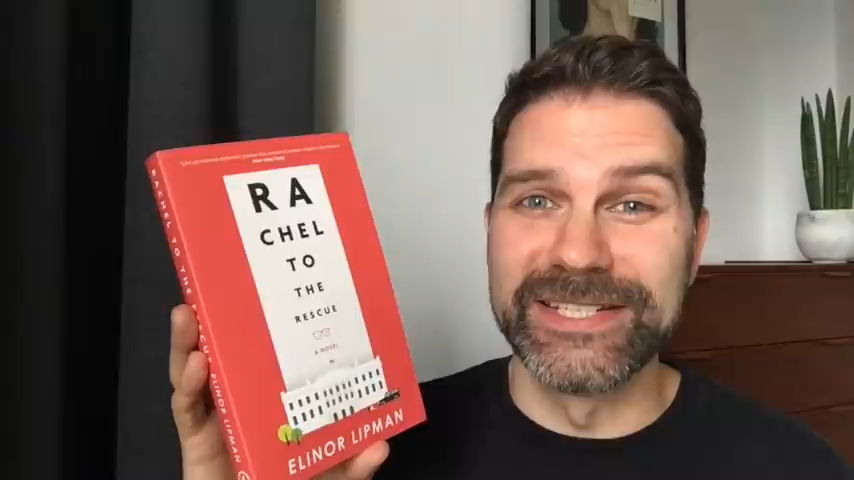 RA
CHEL
TO
THE
RESCUE
A NOVEL
ELINOR LIPMAN
RACHEL TO THE RESCUE ELINOR LIPMAN